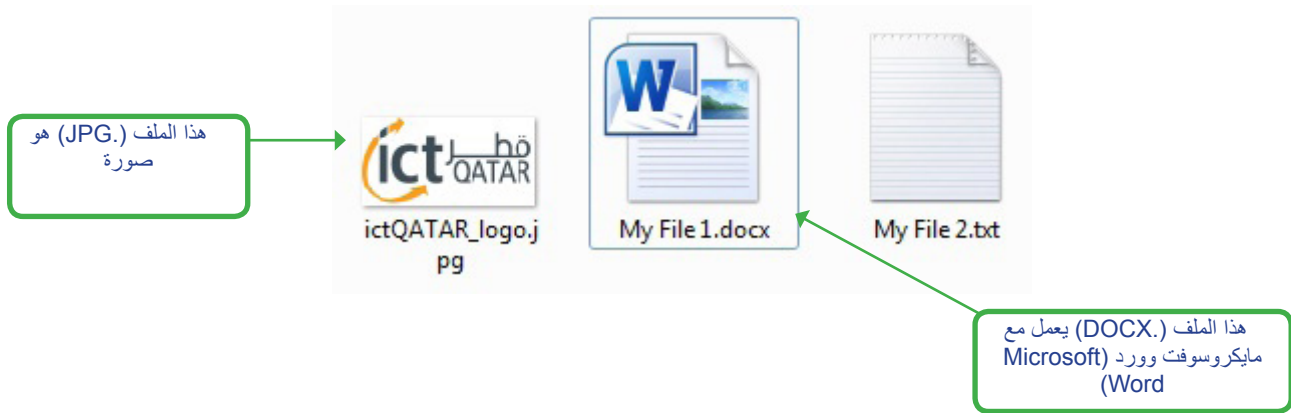 هذا الملف (.JPG) هو
صورة
ict قطر
QATAR
ictQATAR_logo.j
pg
W
My File 1.docx
My File 2.txt
هذا الملف (.DOCX) يعمل مع
مايكروسوفت وورد (Microsoft
Word)